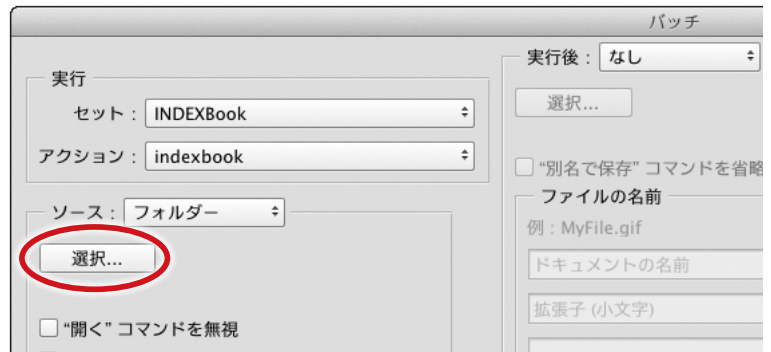 バッチ
実行
セット： INDEXBook
アクション： indexbook
ソース： フォルダー
選択...
“開く” コマンドを無視
実行後： なし
選択...
“別名で保存” コマンドを省略
ファイルの名前
例：MyFile.gif
ドキュメントの名前
拡張子 (小文字)